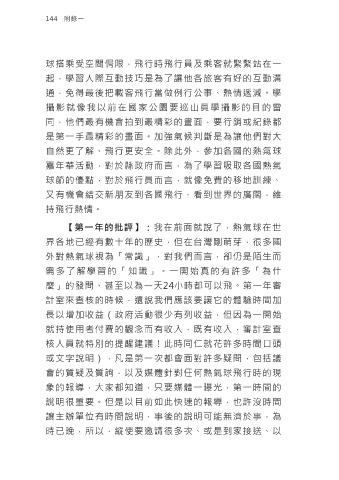 144 附錄一
球搭乘受空間侷限，飛行時飛行員及乘客就緊緊站在一
起，學習人際互動技巧是為了讓他各旅客有好的互動溝
通，免得最後把載客飛行當做例行公事、熱情遞減。學
攝影就像我以前在國家公園要巡山與學攝影的目的雷
同，他們最有機會拍到最精彩的畫面，要行銷或紀錄都
是第一手最精彩的畫面。加強氣候判斷是為讓他們對大
自然更了解、飛行更安全。除此外，參加各國的熱氣球
嘉年華活動，對於縣政府而言，為了學習吸取各國熱氣
球節的優點，對於飛行員而言，就像免費的移地訓練、
又有機會結交新朋友到各國飛行，看到世界的廣闊，維
持飛行熱情。
【第一年的批評】：我在前面就說了，熱氣球在世
界各地已經有數十年的歷史，但在台灣剛萌芽，很多國
外對熱氣球視為「常識」，對我們而言，卻仍是陌生而
需多了解學習的「知識」。一開始真的有許多「為什
麼」的發問、甚至以為一天24小時都可以飛。第一年審
計室來查核的時候，還說我們應該要讓它的體驗時間加
長以增加收益（政府活動很少有列收益，但因為一開始
就持使用者付費的觀念而有收入，既有收入，審計室查
核人員就特別的提醒建議！此時同仁就花許多時間口頭
或文字說明），凡是第一次都會面對許多疑問，包括議
會的質疑及質詢，以及媒體針對任何熱氣球飛行時的現
象的報導，大家都知道，只要媒體一曝光，第一時間的
說明很重要。但是以目前如此快速的報導，也許沒時間
讓主辦單位有時間說明，事後的說明可能無濟於事，為
時已晚，所以，縱使要邀請很多次、或是到家接送、以